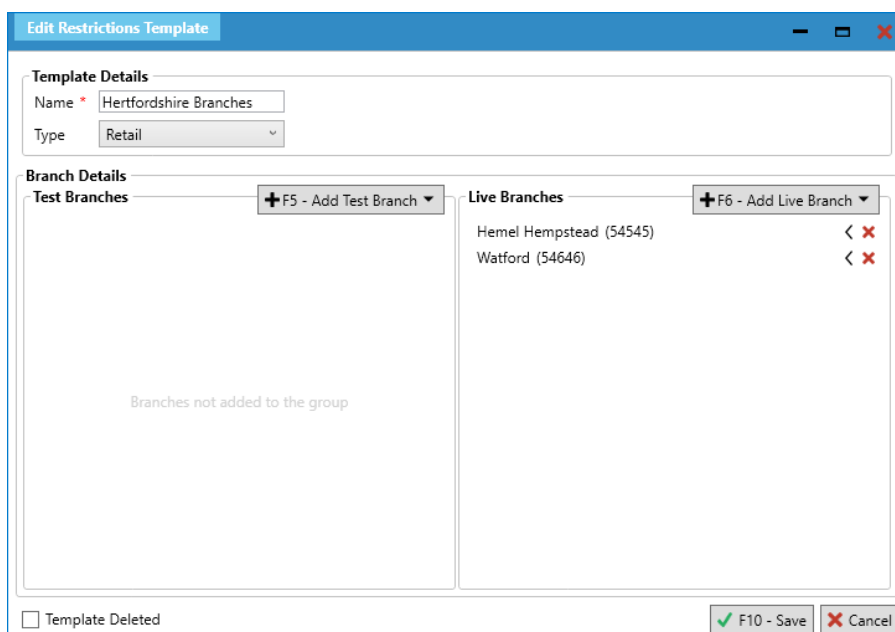 Edit Restrictions Template
Template Details
Name * Hertfordshire Branches
Type Retail
Branch Details
Test Branches
F5 - Add Test Branch
Live Branches
F6 - Add Live Branch
Hemel Hempstead (54545)
Watford (54646)
Branches not added to the group
Template Deleted
F10 - Save
Cancel